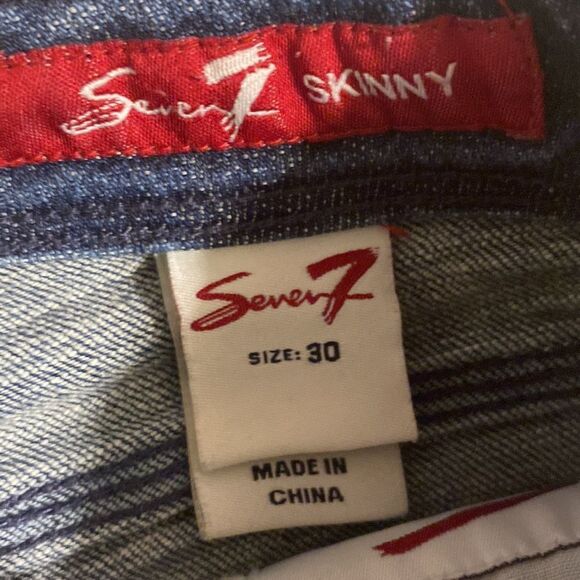 Seven7 SKINNY
Seven7
SIZE: 30
MADE IN
CHINA